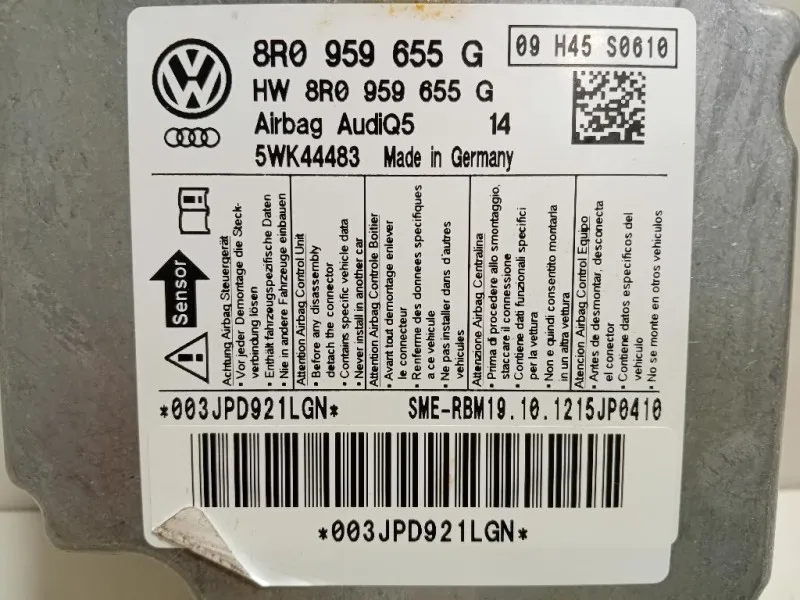 8R0 959 655 G
09 H45 S0610
HW 8R0 959 655 G
Airbag AudiQ5 14
5WK44483 Made in Germany
Sensor
Achtung Airbag Steuergerät
• Vor jeder Demontage die Steck-
verbindung lösen
• Enthält fahrzeugspezifische Daten
• Nie in andere Fahrzeuge einbauen
Attention Airbag Control Unit
• Before any disassembly
detach the connector
• Contains specific vehicle data
• Never install in another car
Attention Airbag Controle Boitier
• Avant tout demontage enlever
le connecteur
• Renferme des données specifiques
a ce vehicule
• Ne pas installer dans d'autres
vehicules
Attenzione Airbag Centralina
• Prima di procedere allo smontaggio,
staccare il connessione
• Contiene dati funzionali specifici
per la vettura
• Non e quindi consentito montaria
in un altra vettura
Atencion Airbag Control Equipo
• Antes de desmontar, desconecta
el conector
• Contiene datos especificos del
vehiculo
• No se monte en otros vehiculos
*003JPD921LGN* SME-RBM19.10.1215JP0410
*003JPD921LGN*